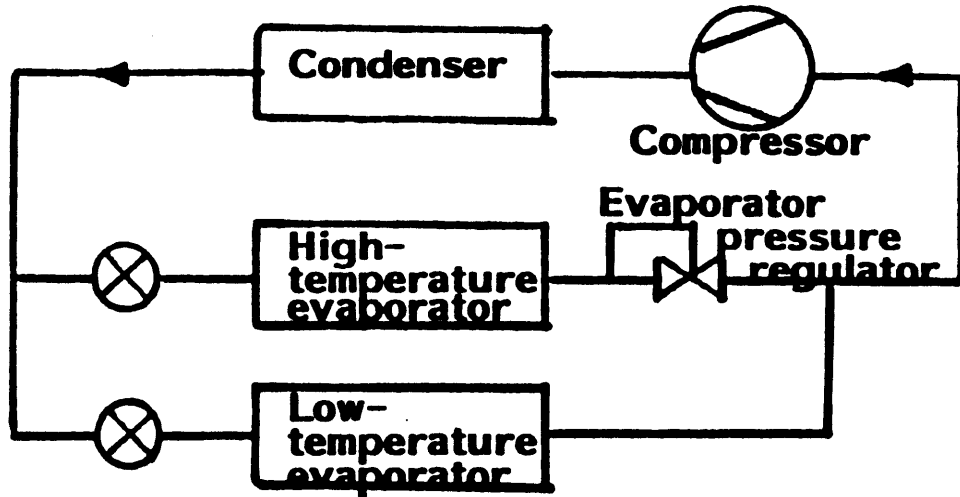 Condenser
Compressor
Evaporator
pressure
regulator
High-
temperature
evaporator
Low-
temperature
evaporator